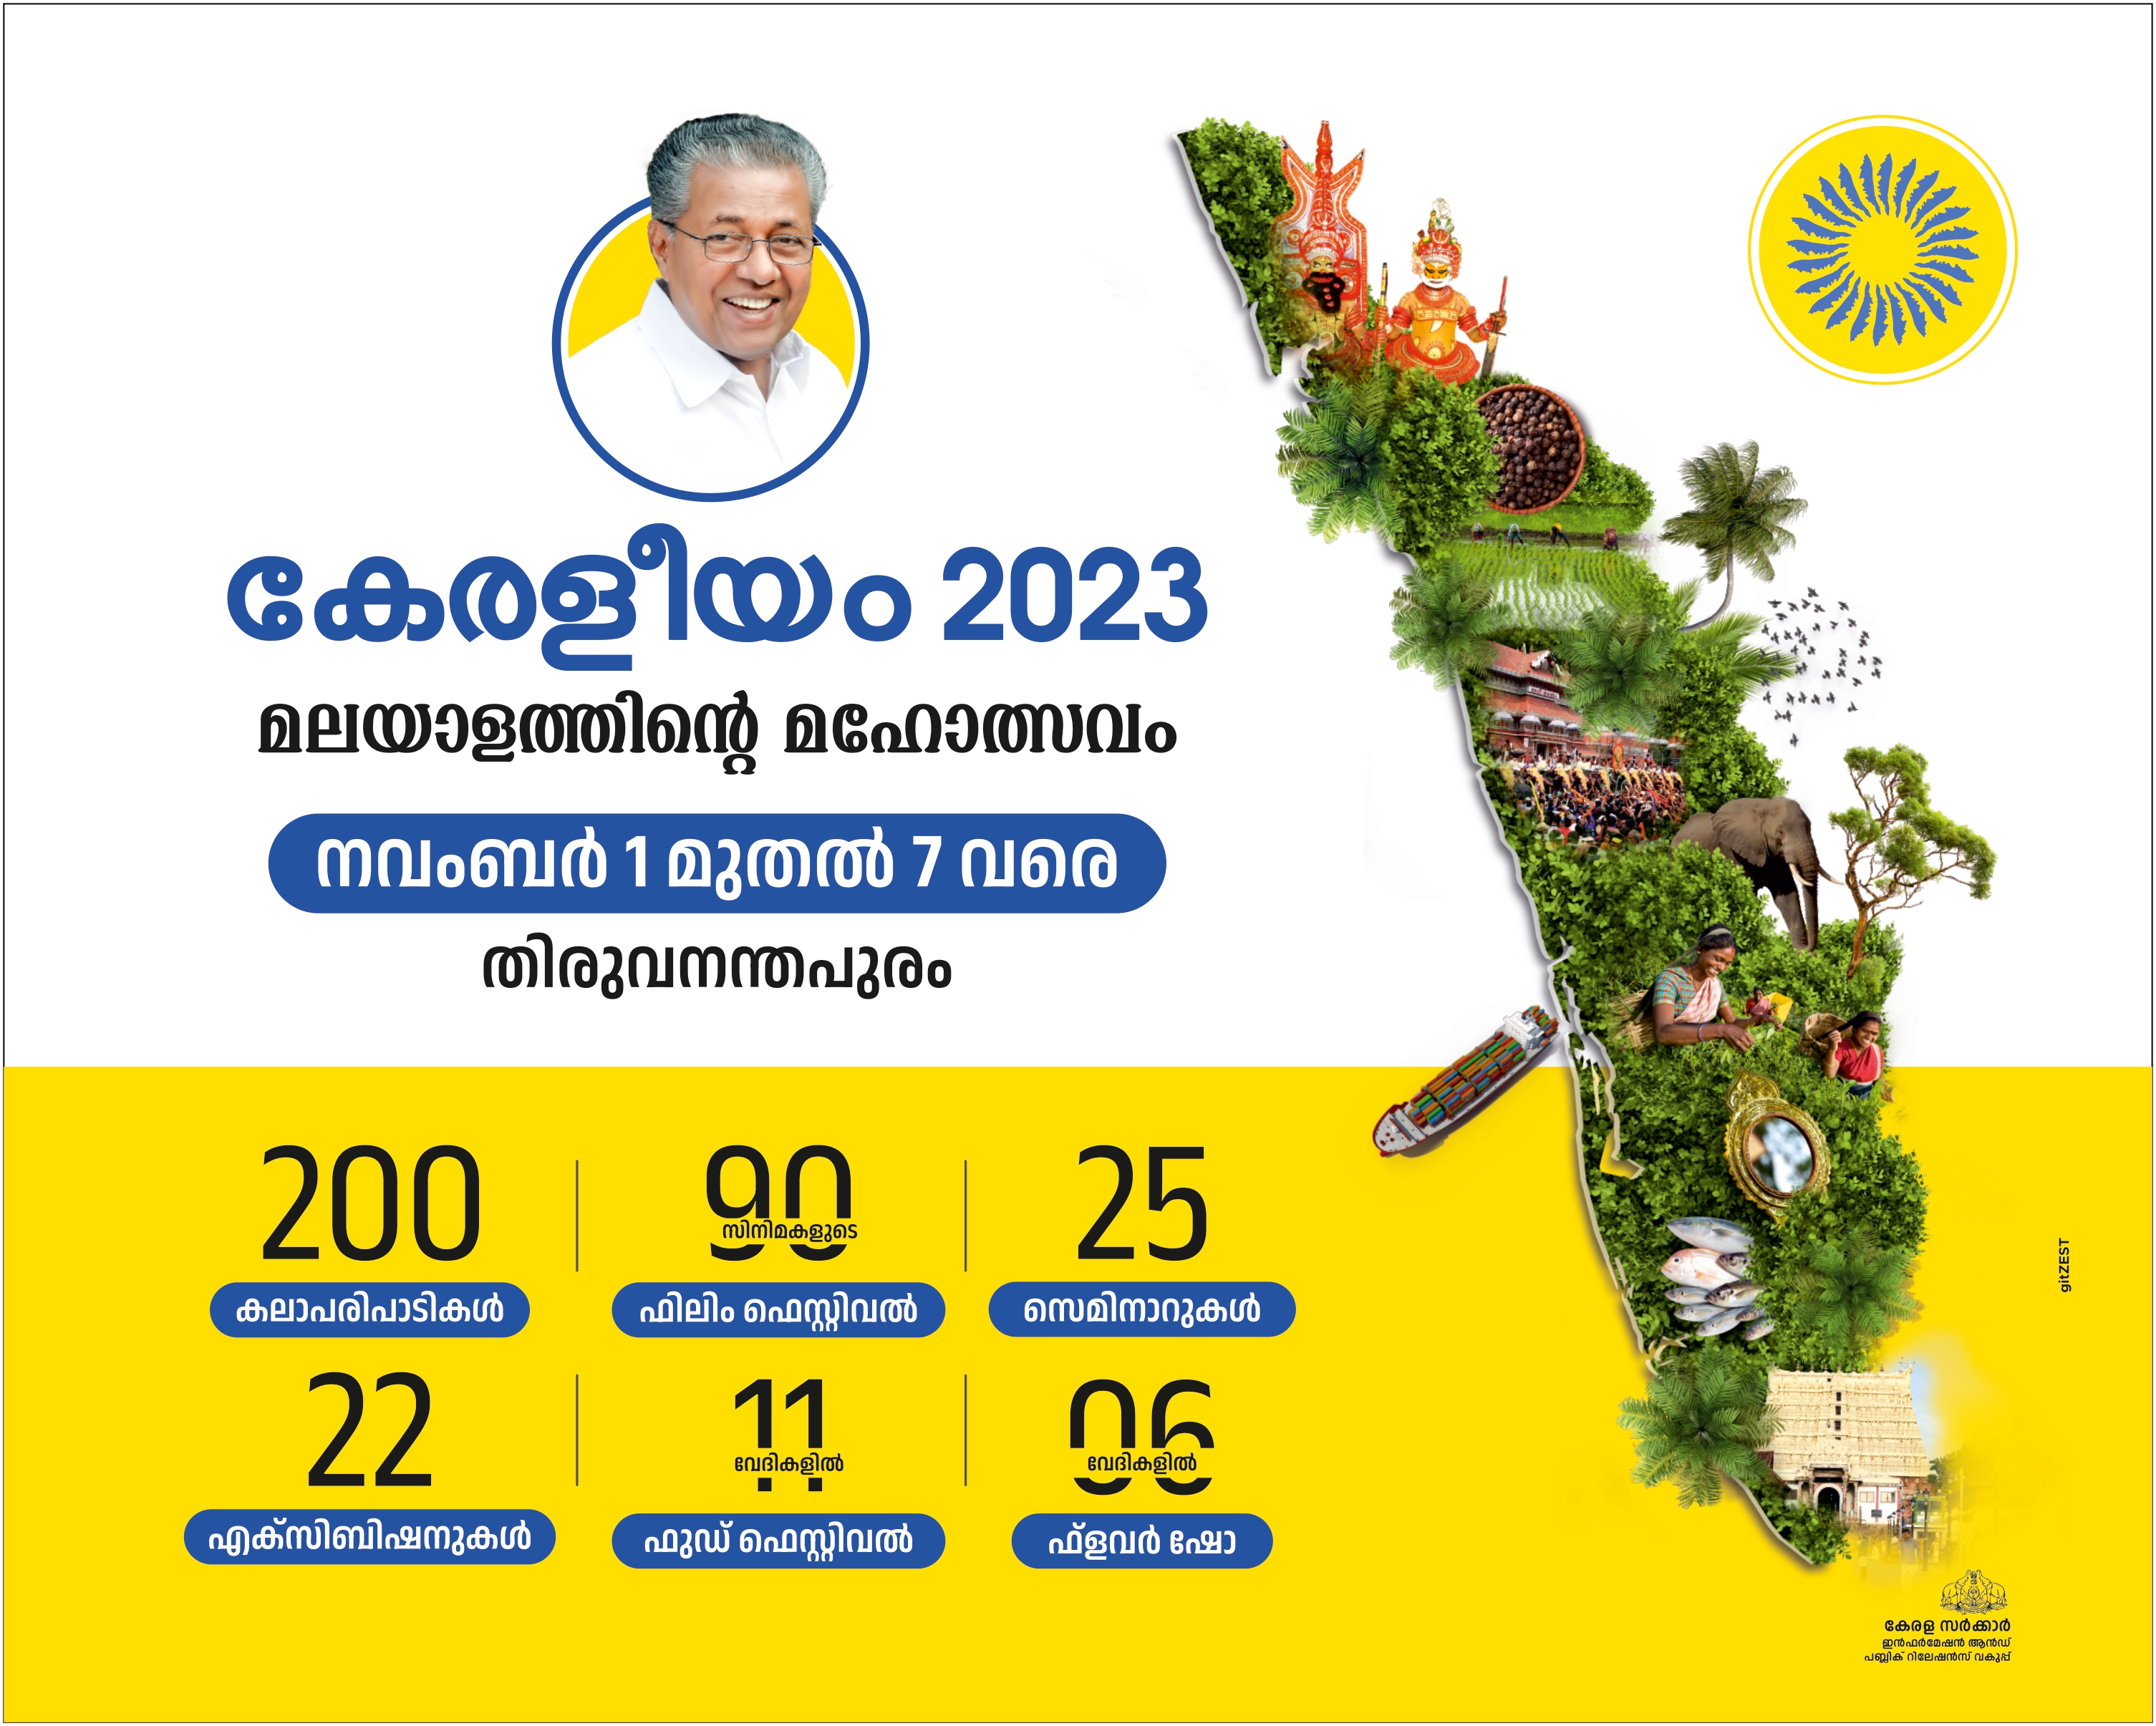 കേരളീയം 2023
മലയാളത്തിന്റെ മഹോത്സവം
നവംബർ 1 മുതൽ 7 വരെ
തിരുവനന്തപുരം
200
കലാപരിപാടികൾ
90
സിനിമകളുടെ
ഫിലിം ഫെസ്റ്റിവൽ
25
സെമിനാറുകൾ
22
എക്സിബിഷനുകൾ
11
വേദികളിൽ
ഫുഡ് ഫെസ്റ്റിവൽ
06
വേദികളിൽ
ഫ്ളവർ ഷോ
gitZEST
കേരള സർക്കാർ
ഇൻഫർമേഷൻ ആൻഡ്
പബ്ലിക് റിലേഷൻസ് വകുപ്പ്